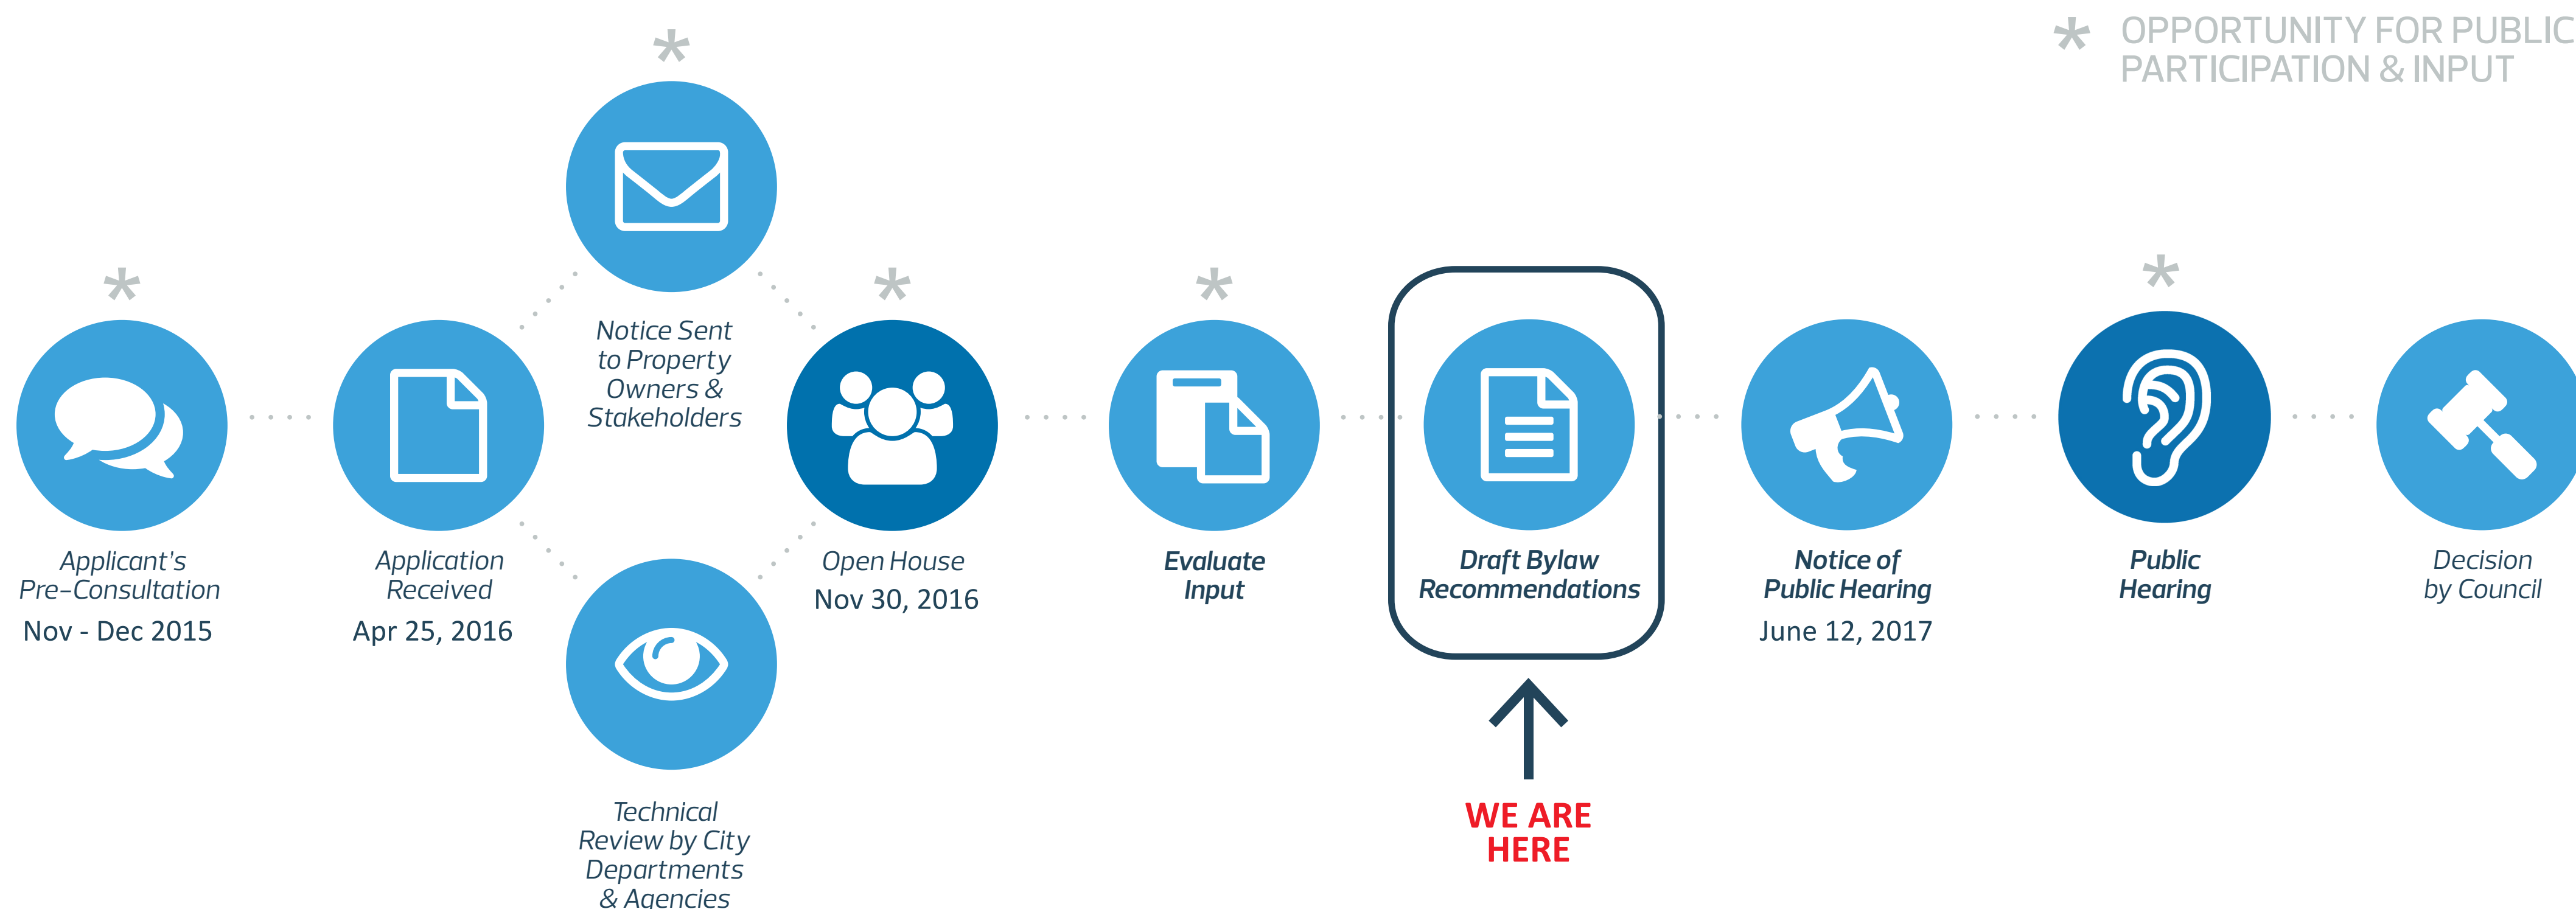 * OPPORTUNITY FOR PUBLIC
PARTICIPATION & INPUT
*
Notice Sent
to Property
Owners &
Stakeholders
*
Applicant's
Pre-Consultation
Nov - Dec 2015
Application
Received
Apr 25, 2016
Technical
Review by City
Departments
& Agencies
*
Open House
Nov 30, 2016
*
Evaluate
Input
Draft Bylaw
Recommendations
WE ARE
HERE
Notice of
Public Hearing
June 12, 2017
*
Public
Hearing
Decision
by Council